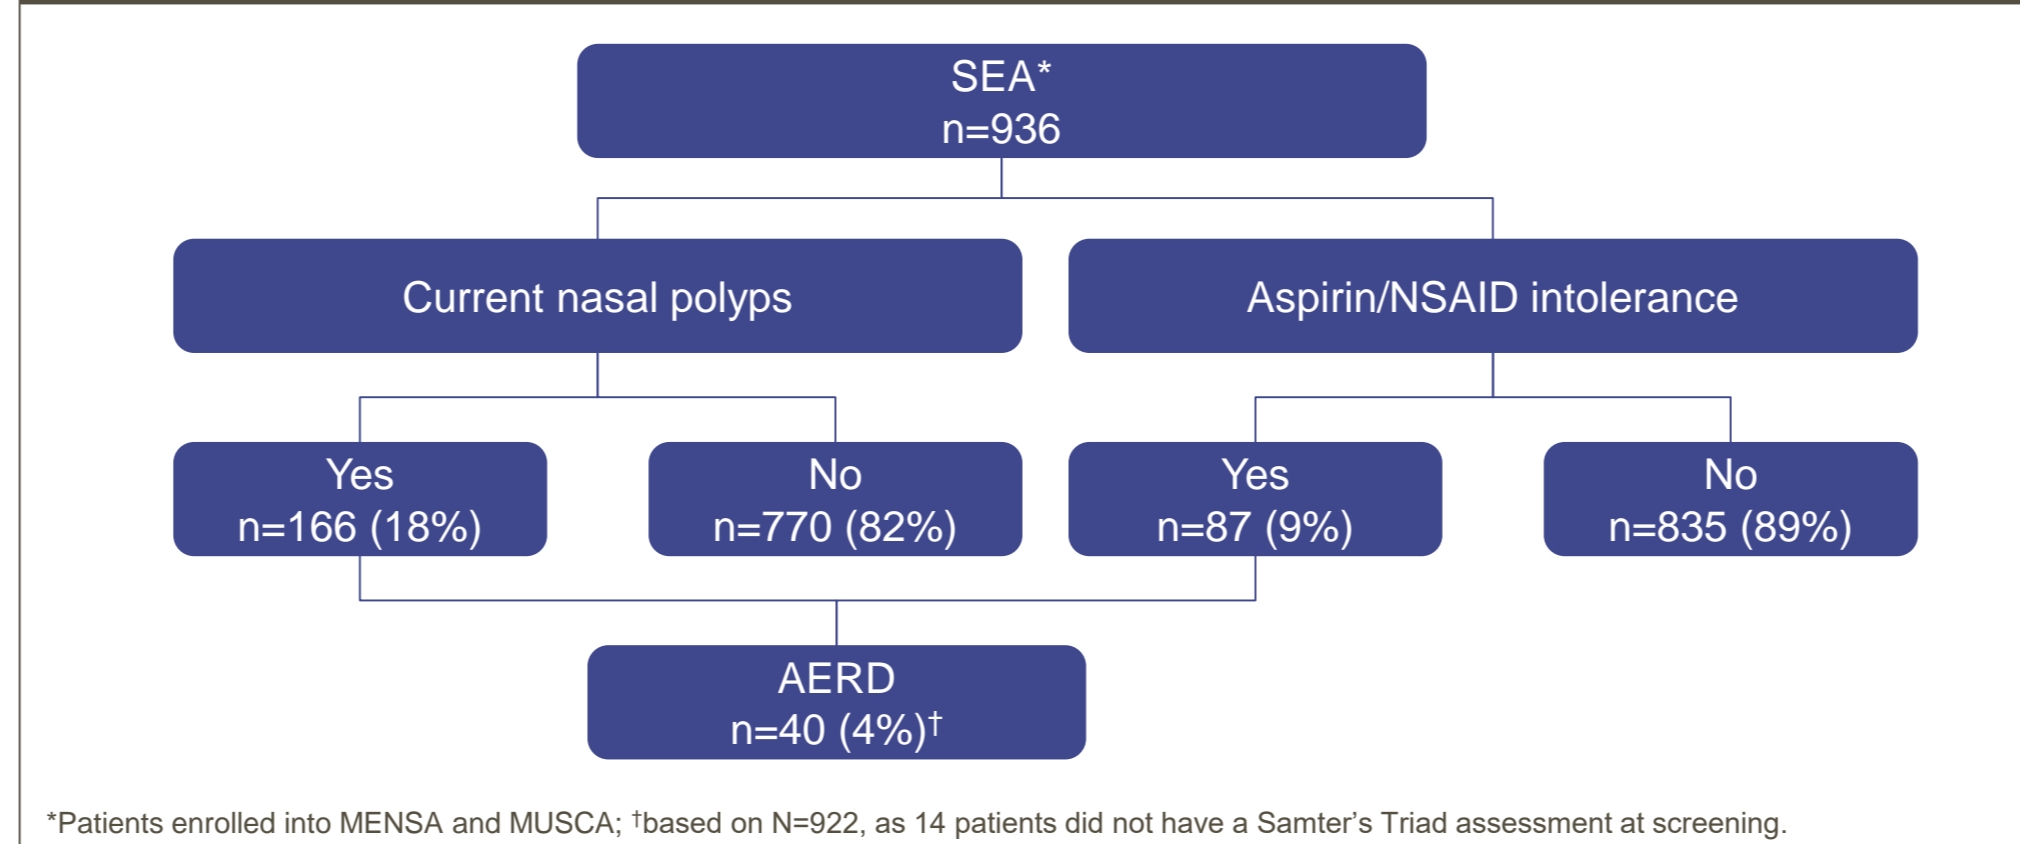 SEA*
n=936
Current nasal polyps
Aspirin/NSAID intolerance
Yes
n=166 (18%)
No
n=770 (82%)
Yes
n=87 (9%)
No
n=835 (89%)
AERD
n=40 (4%)†
*Patients enrolled into MENSA and MUSCA; †based on N=922, as 14 patients did not have a Samter’s Triad assessment at screening.